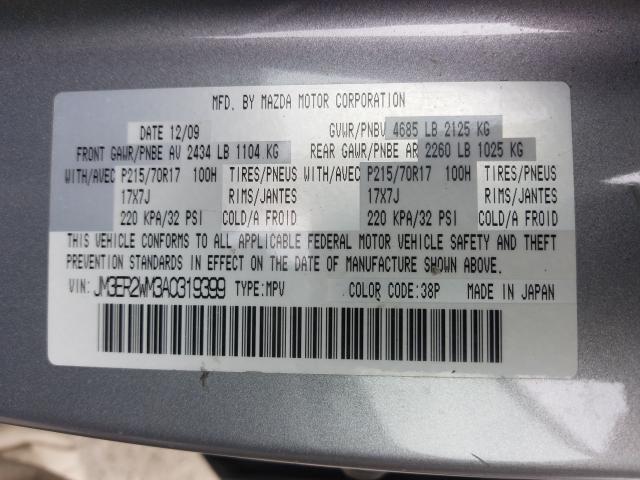 MFD. BY MAZDA MOTOR CORPORATION
DATE 12/09 GVWR/PNBV 4685 LB 2125 KG
FRONT GAWR/PNBE AV 2434 LB 1104 KG REAR GAWR/PNBE AR 2260 LB 1025 KG
WITH/AVEC P215/70R17 100H TIRES/PNEUS WITH/AVEC P215/70R17 100H TIRES/PNEUS
17X7J RIMS/JANTES 17X7J RIMS/JANTES
220 KPA/32 PSI COLD/A FROID 220 KPA/32 PSI COLD/A FROID
THIS VEHICLE CONFORMS TO ALL APPLICABLE FEDERAL MOTOR VEHICLE SAFETY AND THEFT
PREVENTION STANDARDS IN EFFECT ON THE DATE OF MANUFACTURE SHOWN ABOVE.
VIN: JM3ER2WM3A0319399 TYPE:MPV COLOR CODE:38P MADE IN JAPAN